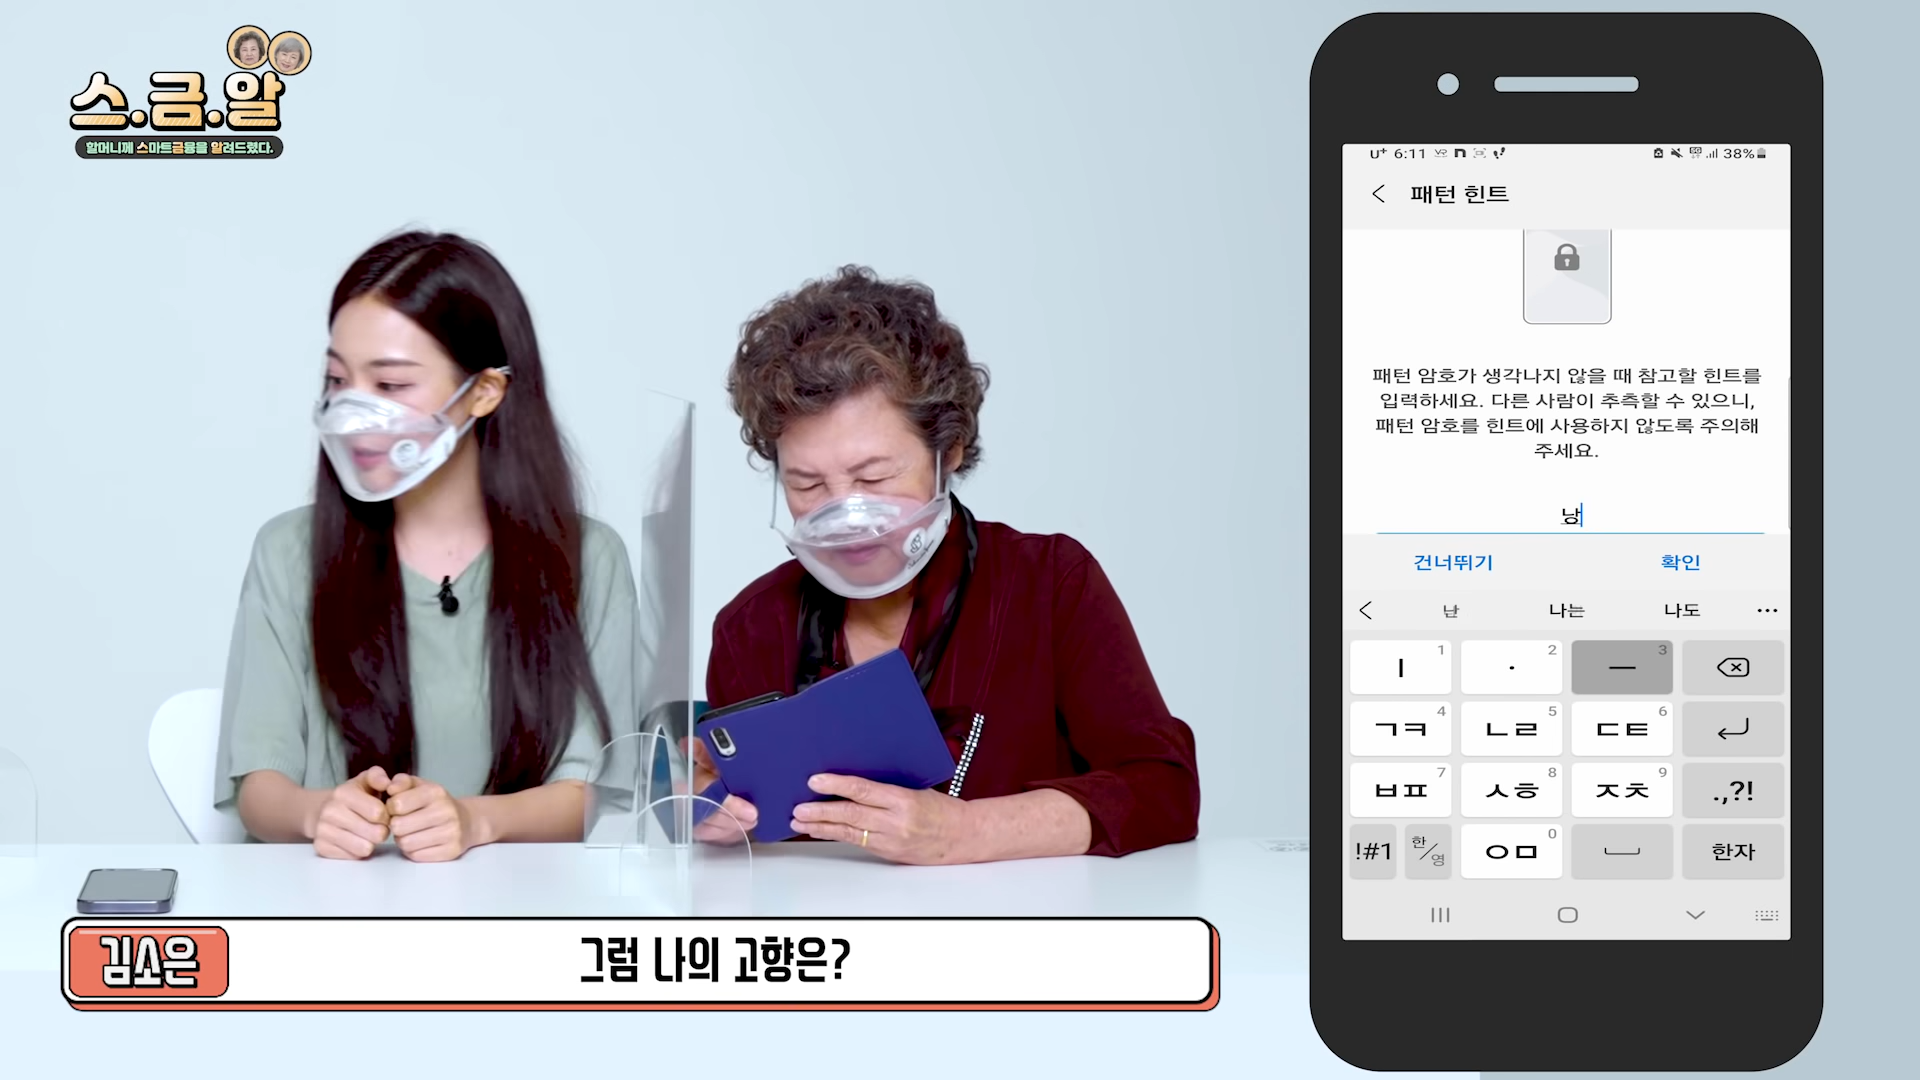 스.금.알
할머니께 스마트금융을 알려드렸다.
U+ 6:11
38%
패턴 힌트
패턴 암호가 생각나지 않을 때 참고할 힌트를
입력하세요. 다른 사람이 추측할 수 있으니,
패턴 암호를 힌트에 사용하지 않도록 주의해
주세요.
낭
건너뛰기 확인
난 나는 나도
ㅣ 1 · 2 ㅡ 3
ㄱㅋ 4 ㄴㄹ 5 ㄷㅌ 6
ㅂㅍ 7 ㅅㅎ 8 ㅈㅊ 9 .,?!
!#1 한/영 ㅇㅁ 0 한자
김소은 그럼 나의 고향은?